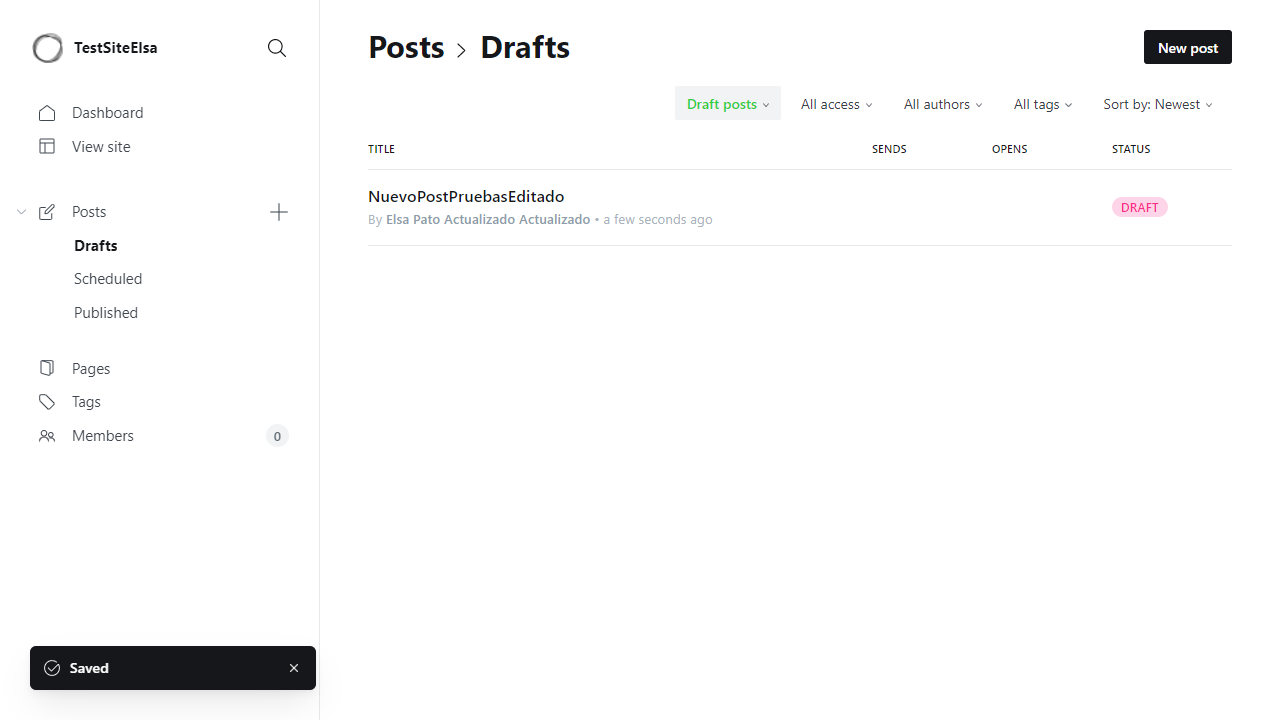 TestSiteElsa
Dashboard
View site
Posts
Drafts
Scheduled
Published
Pages
Tags
Members 0
Saved
Posts > Drafts
New post
Draft posts All access All authors All tags Sort by: Newest
TITLE SENDS OPENS STATUS
NuevoPostPruebasEditado
By Elsa Pato Actualizado Actualizado • a few seconds ago
DRAFT